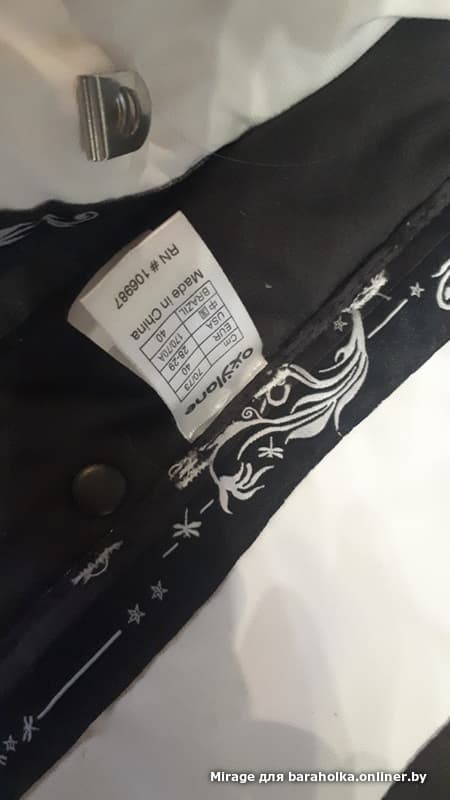 oxylane
Cm 70/73
EUR 40
USA 28-29
中国 170/70A
BRAZIL 40
Made in China
RN # 106987
Mirage для baraholka.onliner.by